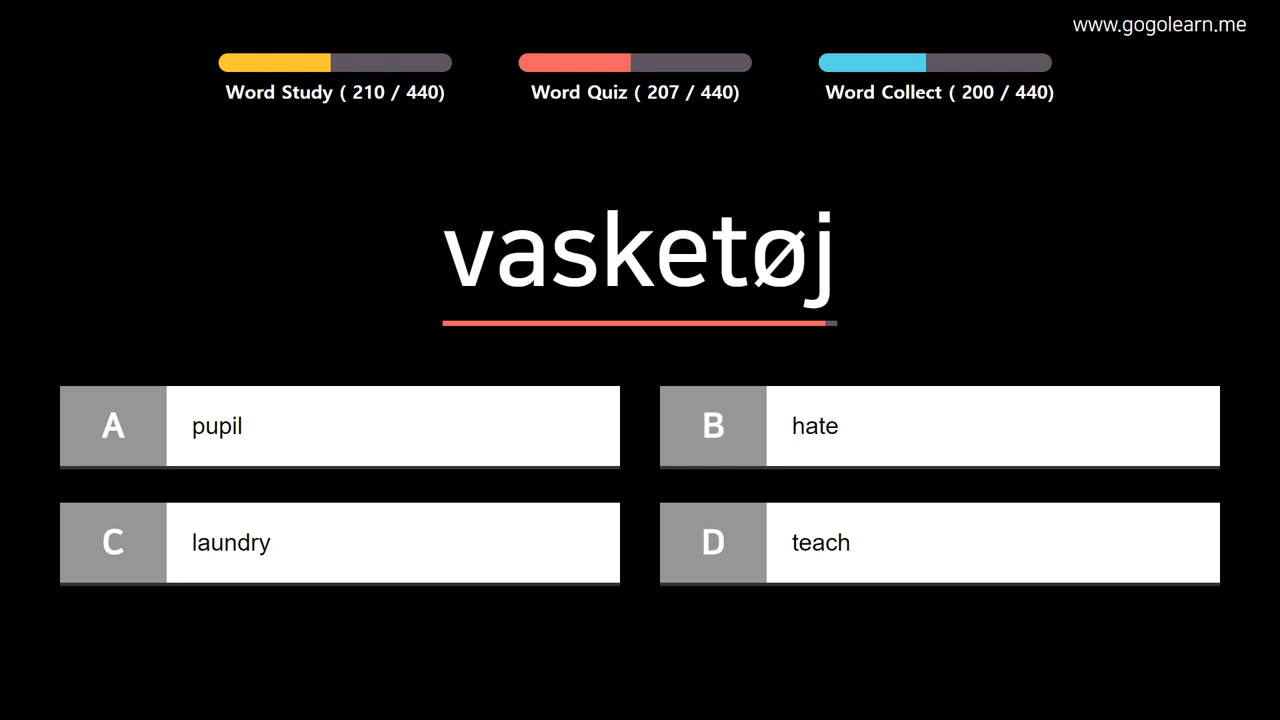 www.gogolearn.me
Word Study ( 210 / 440)
Word Quiz ( 207 / 440)
Word Collect ( 200 / 440)
vasketøj
A pupil
B hate
C laundry
D teach